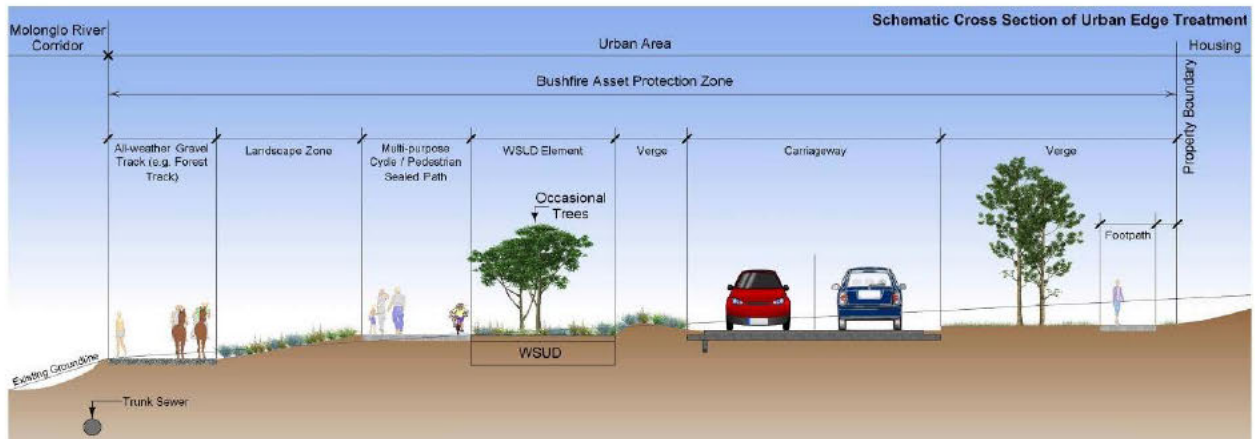 Schematic Cross Section of Urban Edge Treatment
Molonglo River
Corridor
Urban Area
Housing
Bushfire Asset Protection Zone
Property Boundary
All-weather Gravel
Track (e.g. Forest
Track)
Landscape Zone
Multi-purpose
Cycle / Pedestrian
Sealed Path
WSLD Element
Verge
Carriageway
Verge
Occasional
Trees
Footpath
WSUD
Existing Groundline
Trunk Sewer